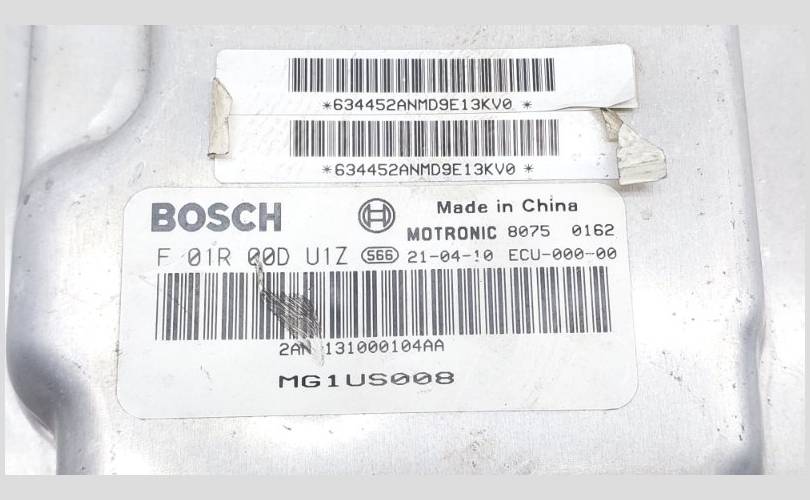 *634452ANMD9E13KV0 *
*634452ANMD9E13KV0 *
BOSCH Made in China
MOTRONIC 8075 0162
F 01R 00D U1Z S66 21-04-10 ECU-000-00
2AN 131000104AA
MG1US008